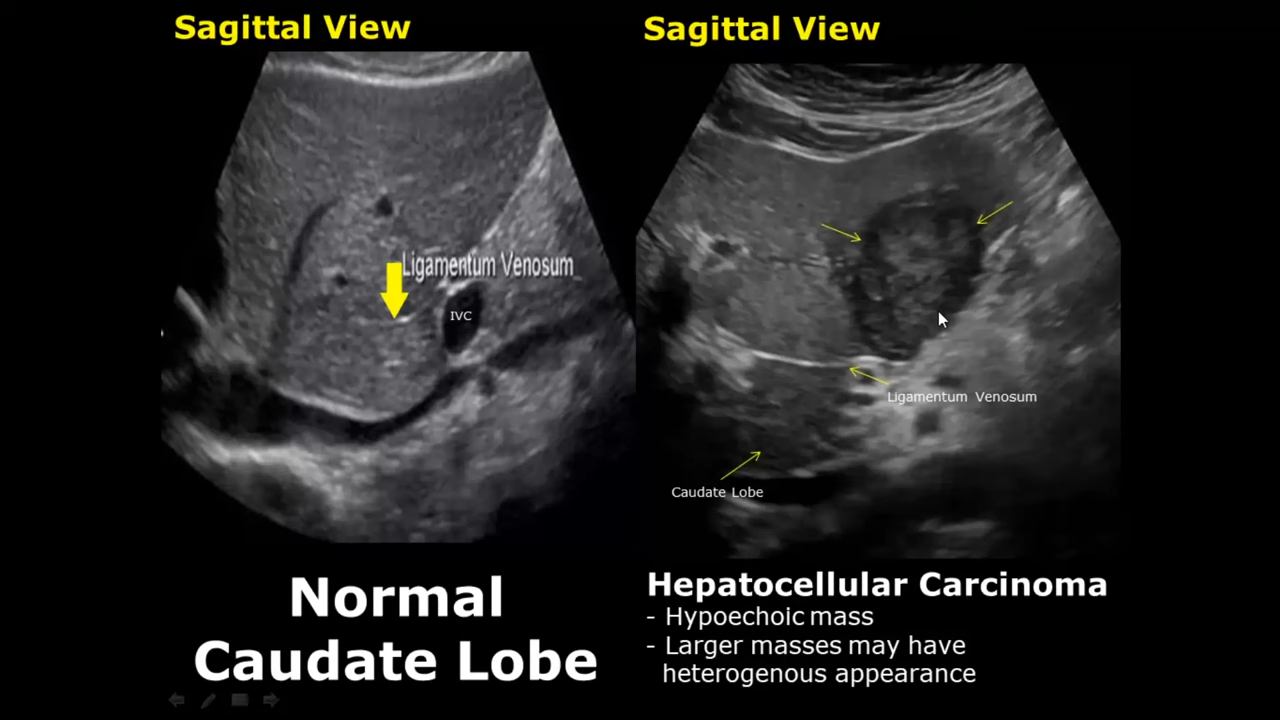 Sagittal View
Ligamentum Venosum
IVC
Normal
Caudate Lobe
Sagittal View
Ligamentum Venosum
Caudate Lobe
Hepatocellular Carcinoma
- Hypoechoic mass
- Larger masses may have
heterogenous appearance